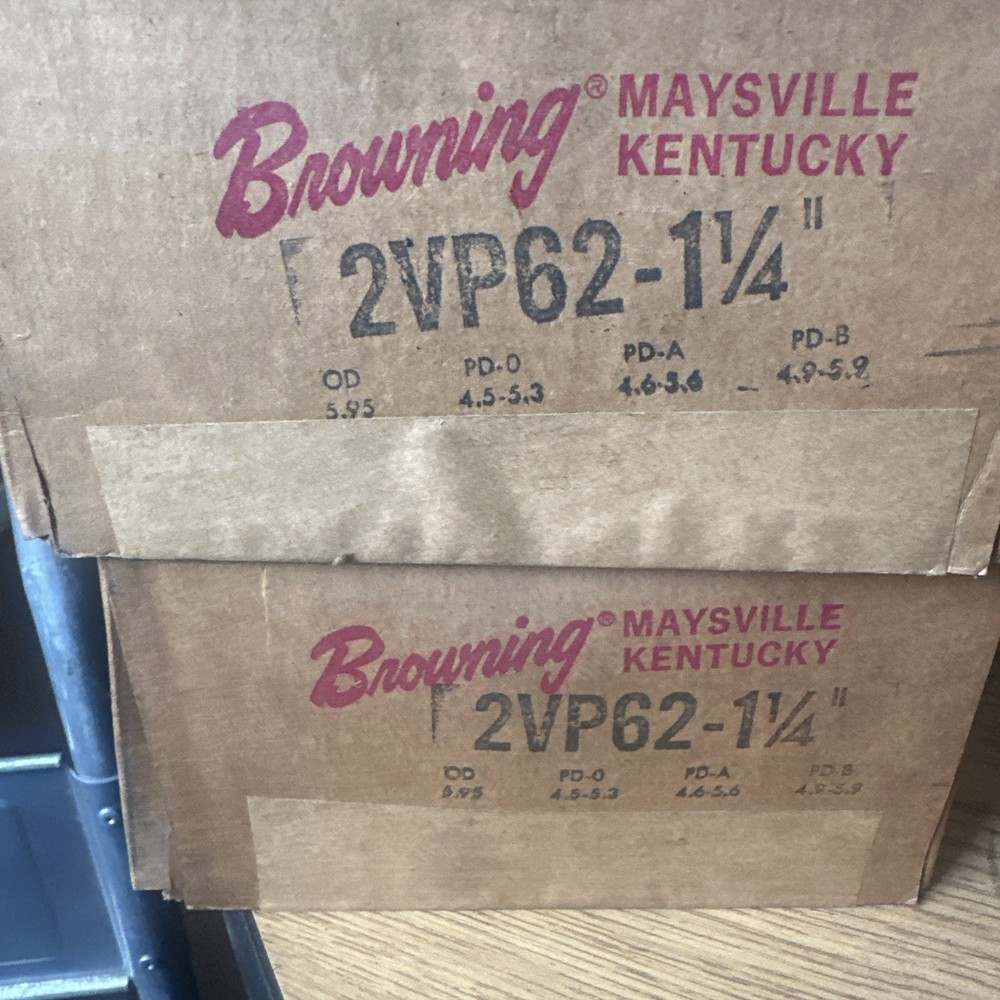 Browning® MAYSVILLE
KENTUCKY
2VP62-1¼"
OD PD-O PD-A PD-B
5.95 4.5-5.3 4.6-5.6 4.9-5.9
Browning® MAYSVILLE
KENTUCKY
2VP62-1¼"
OD PD-O PD-A PD-B
5.95 4.5-5.3 4.6-5.6 4.9-5.9